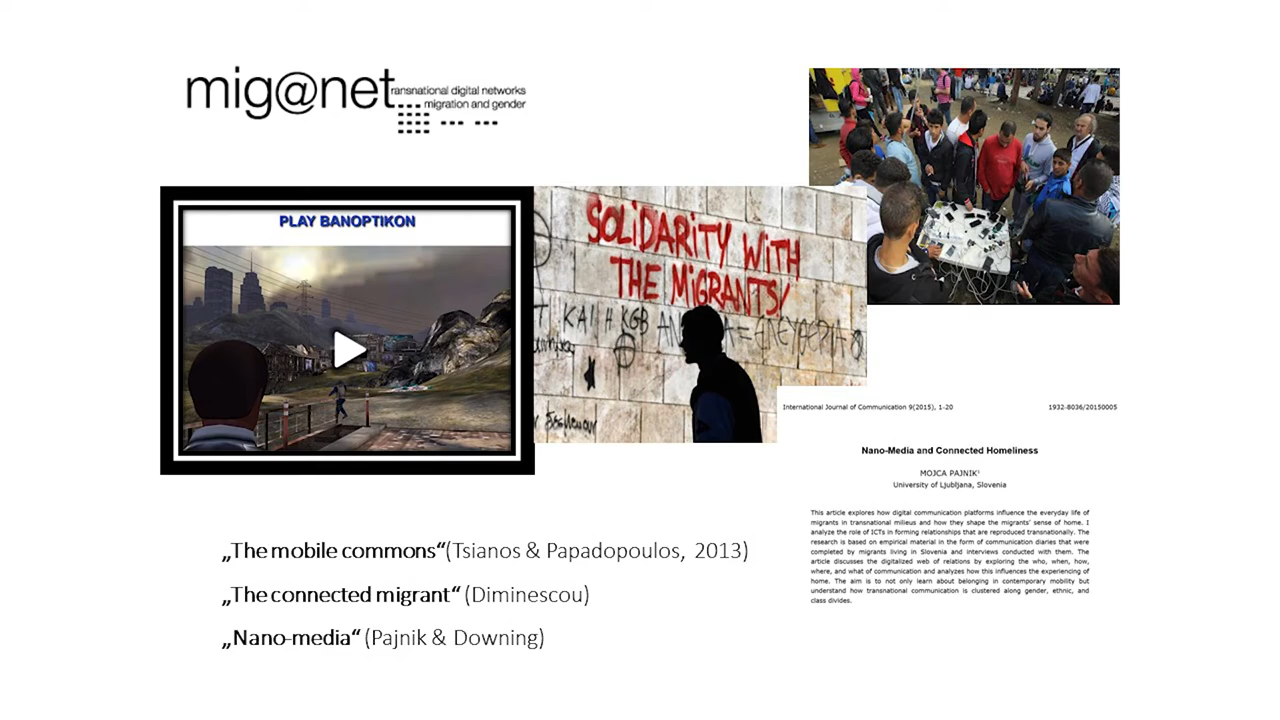 mig@net
transnational digital networks
migration and gender
PLAY BANOPTIKON
SOLiDARiTY WiTH
THE MiGRANTS/
ΚΑΙ Η KGB
ΕΛΕΥΘΕΡΙΑ
International Journal of Communication 9(2015), 1-20 1932-8036/20150005
Nano-Media and Connected Homeliness
MOJCA PAJNIK¹
University of Ljubljana, Slovenia
This article explores how digital communication platforms influence the everyday life of
migrants in transnational milieus and how they shape the migrants' sense of home. I
analyze the role of ICTs in forming relationships that are reproduced transnationally. The
research is based on empirical material in the form of communication diaries that were
completed by migrants living in Slovenia and interviews conducted with them. The
article discusses the digitalized web of relations by exploring the who, when, how,
where, and what of communication and analyzes how this influences the experiencing of
home. The aim is to not only learn about belonging in contemporary mobility but
understand how transnational communication is clustered along gender, ethnic, and
class divides.
„The mobile commons“(Tsianos & Papadopoulos, 2013)
„The connected migrant“ (Diminescou)
„Nano-media“ (Pajnik & Downing)